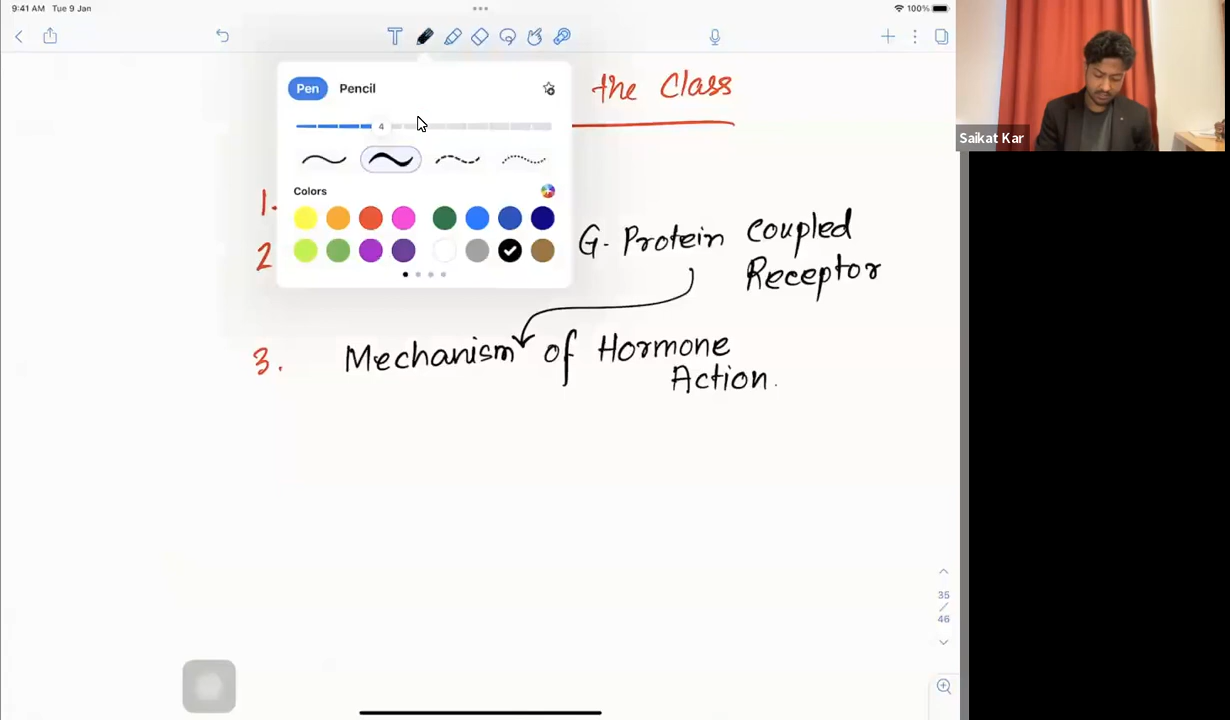 9:41 AM Tue 9 Jan
100%
T
the Class
Pen Pencil
4
Colors
1.
2
G- Protein Coupled
Receptor
3. Mechanism of Hormone
Action.
35
/
46
Saikat Kar